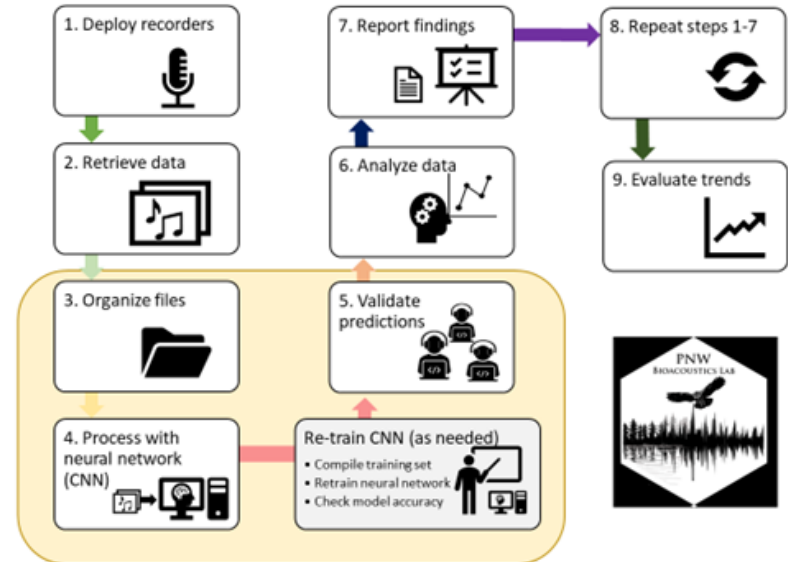 1. Deploy recorders
2. Retrieve data
3. Organize files
4. Process with
neural network
(CNN)
Re-train CNN (as needed)
▪ Compile training set
▪ Retrain neural network
▪ Check model accuracy
5. Validate
predictions
6. Analyze data
7. Report findings
8. Repeat steps 1-7
9. Evaluate trends
PNW
BIOACOUSTICS LAB